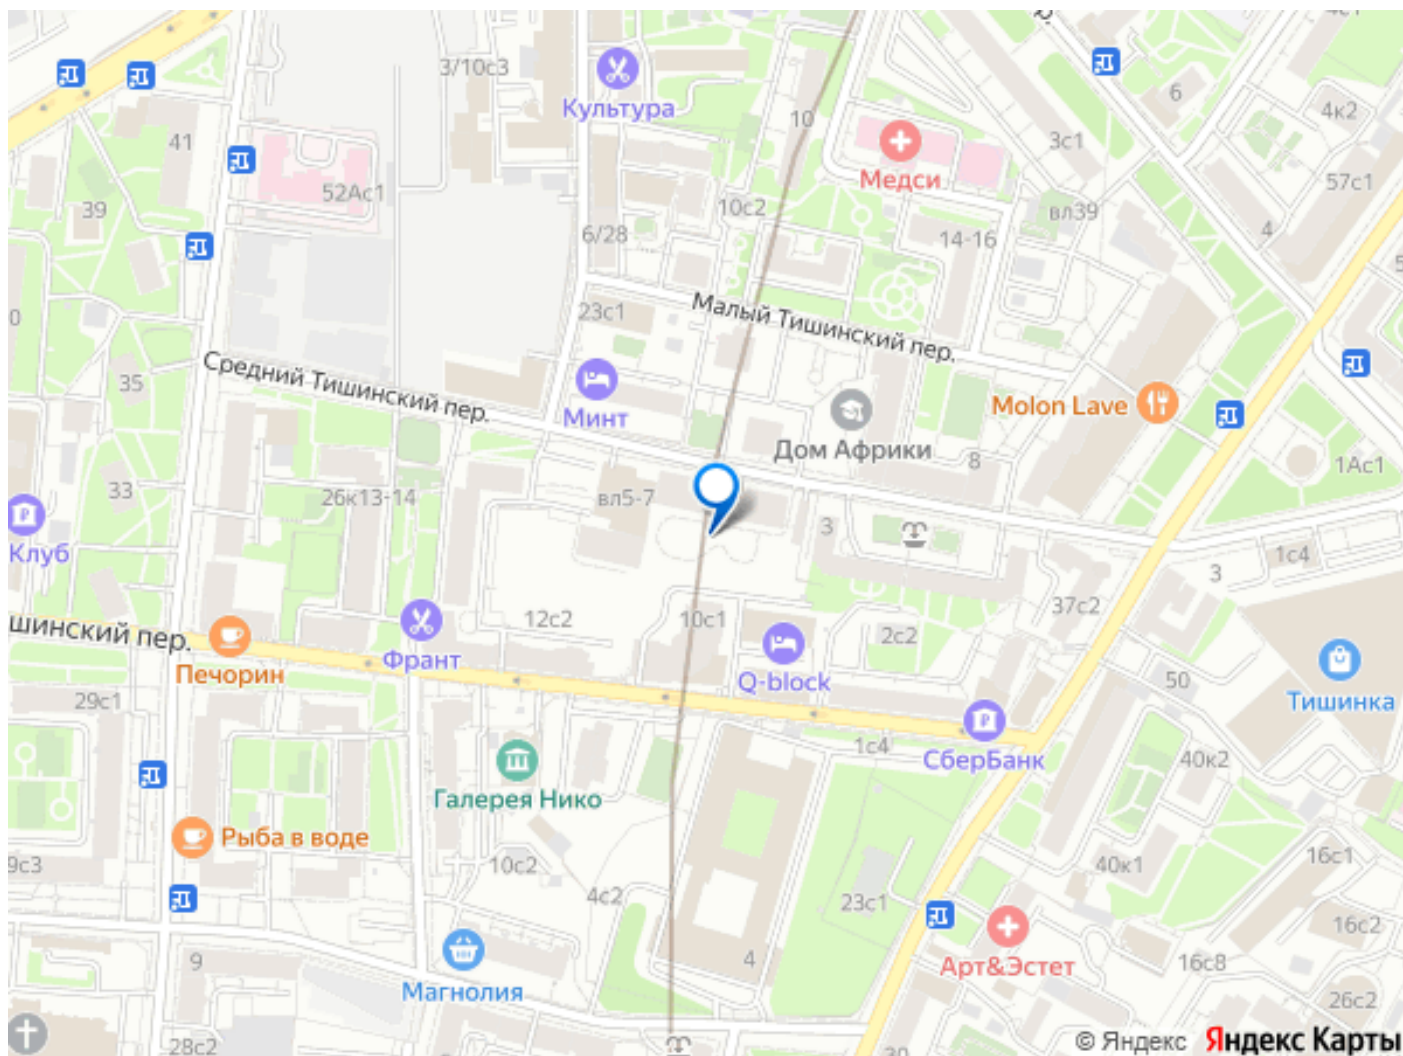 3/10с3
Культура
10
6
4к2
41
Медси
3с1
52Ас1
57с1
39
10с2
вл39
6/28
14-16
4
23с1
Малый Тишинский пер.
Средний Тишинский пер.
35
Минт
Molon Lave
Дом Африки
8
1Ас1
33
26к13-14
вл5-7
3
Клуб
1с4
3
12с2
10с1
37с2
2с2
шинский пер.
Франт
Печорин
Q-block
50
Тишинка
29с1
1с4
СберБанк
40к2
Галерея Нико
Рыба в воде
10с2
9с3
4с2
40к1
16с1
23с1
16с2
Арт&Эстет
9
4
16с8
Магнолия
26с2
28с2
© Яндекс Яндекс Карты